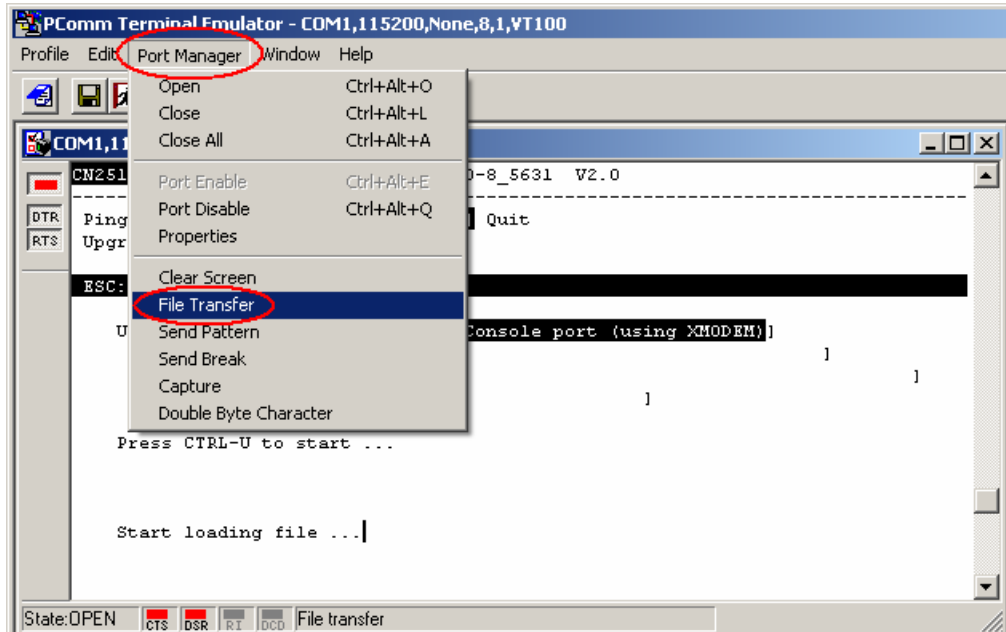 PComm Terminal Emulator - COM1,115200,None,8,1,VT100
Profile Edit Port Manager Window Help
Open Ctrl+Alt+O
Close Ctrl+Alt+L
Close All Ctrl+Alt+A
Port Enable Ctrl+Alt+E
Port Disable Ctrl+Alt+Q
Properties
Clear Screen
File Transfer
Send Pattern
Send Break
Capture
Double Byte Character
COM1,11
CN251 0-8_5631 V2.0
DTR Ping ] Quit
RTS Upgr
ESC:
U Console port (using XMODEM)]
]
]
]
Press CTRL-U to start ...
Start loading file ...
State:OPEN CTS DSR RI DCD File transfer